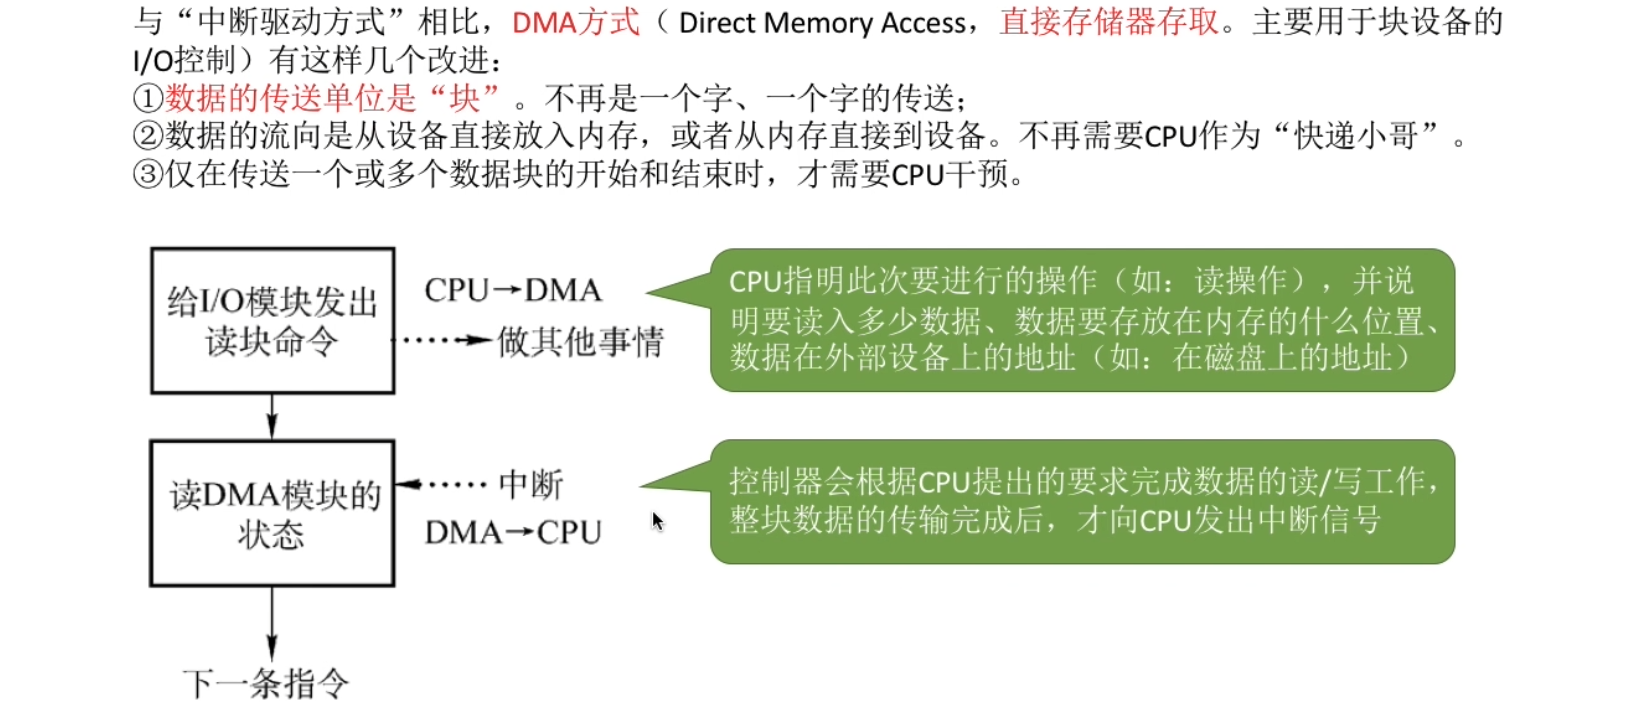 与“中断驱动方式”相比，DMA方式（ Direct Memory Access，直接存储器存取。主要用于块设备的
I/O控制）有这样几个改进：
①数据的传送单位是“块”。不再是一个字、一个字的传送；
②数据的流向是从设备直接放入内存，或者从内存直接到设备。不再需要CPU作为“快递小哥”。
③仅在传送一个或多个数据块的开始和结束时，才需要CPU干预。
给I/O模块发出
读块命令
CPU→DMA
做其他事情
CPU指明此次要进行的操作（如：读操作），并说
明要读入多少数据、数据要存放在内存的什么位置、
数据在外部设备上的地址（如：在磁盘上的地址）
读DMA模块的
状态
中断
DMA→CPU
控制器会根据CPU提出的要求完成数据的读/写工作，
整块数据的传输完成后，才向CPU发出中断信号
下一条指令